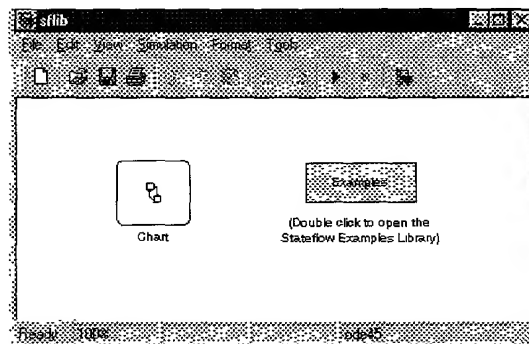 sflib
File Edit View Simulation Format Tools
Examples
(Double click to open the
Stateflow Examples Library)
Chart
Ready 100% ode45